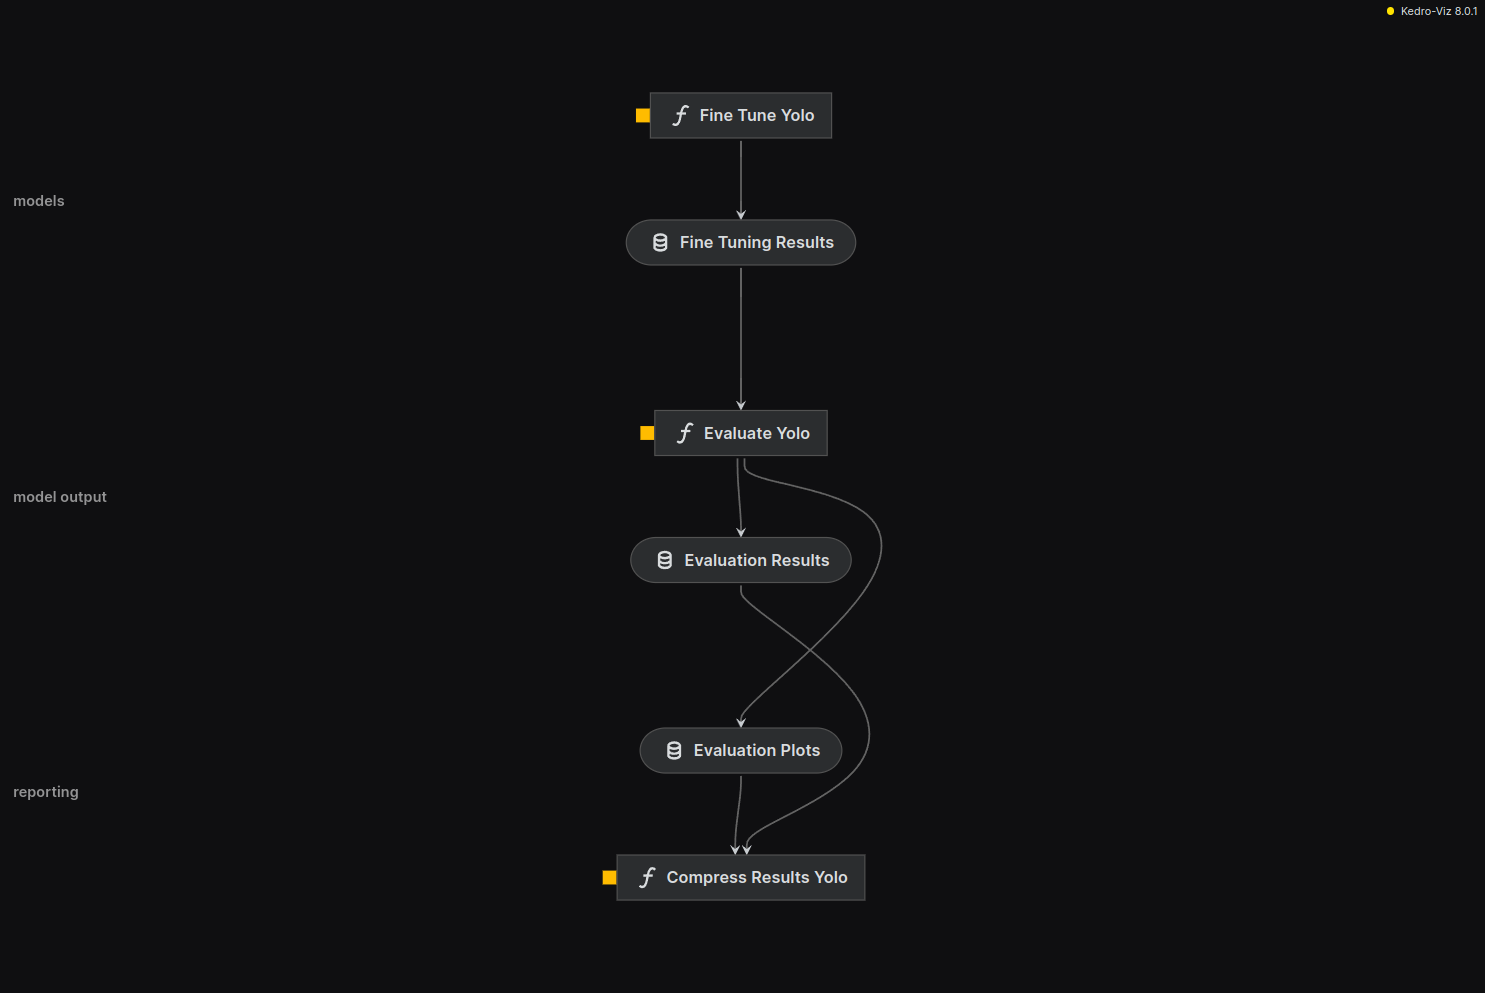 Kedro-Viz 8.0.1
Fine Tune Yolo
models
Fine Tuning Results
Evaluate Yolo
model output
Evaluation Results
Evaluation Plots
reporting
Compress Results Yolo